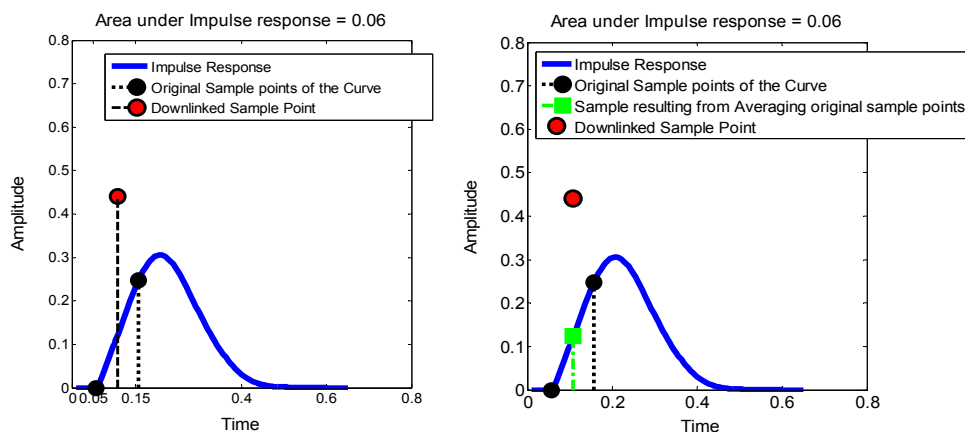 Area under Impulse response = 0.06
0.8
0.7
0.6
0.5
0.4
0.3
0.2
0.1
0
Amplitude
Impulse Response
Original Sample points of the Curve
Downlinked Sample Point
0 0.05 0.15 0.4 0.6 0.8
Time
Area under Impulse response = 0.06
0.8
0.7
0.6
0.5
0.4
0.3
0.2
0.1
0
Amplitude
Impulse Response
Original Sample points of the Curve
Sample resulting from Averaging original sample points
Downlinked Sample Point
0 0.2 0.4 0.6 0.8
Time